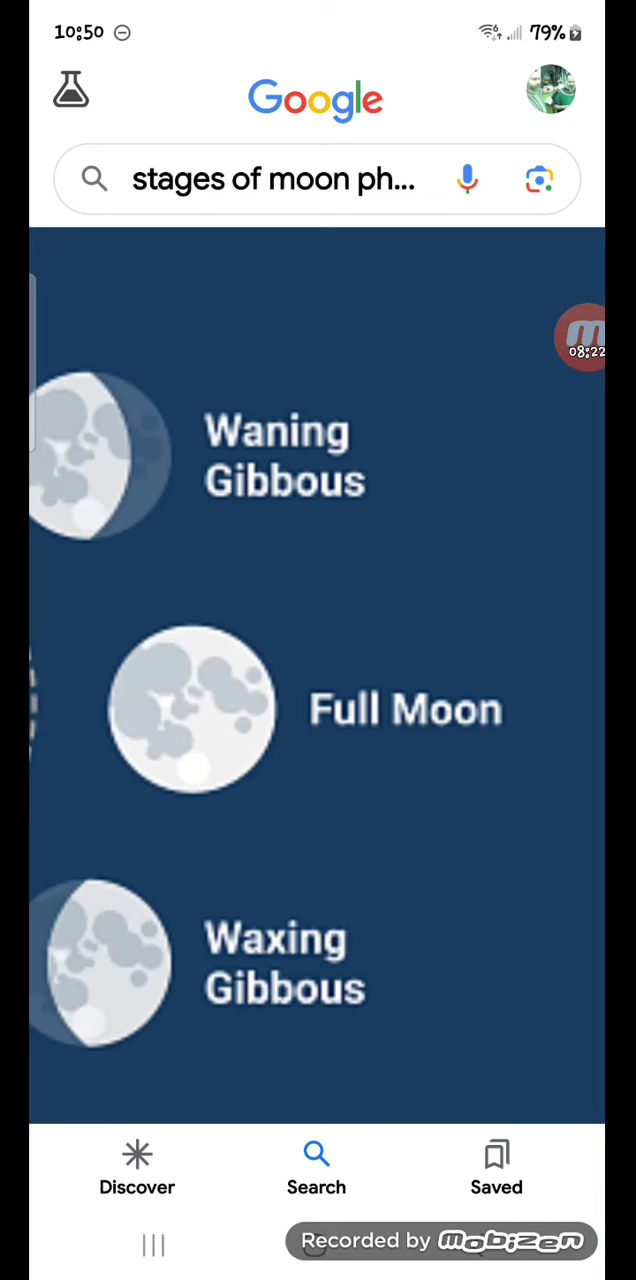 10:50
79%
Google
stages of moon ph...
08:22
Waning
Gibbous
Full Moon
Waxing
Gibbous
Discover
Search
Saved
Recorded by mobizen